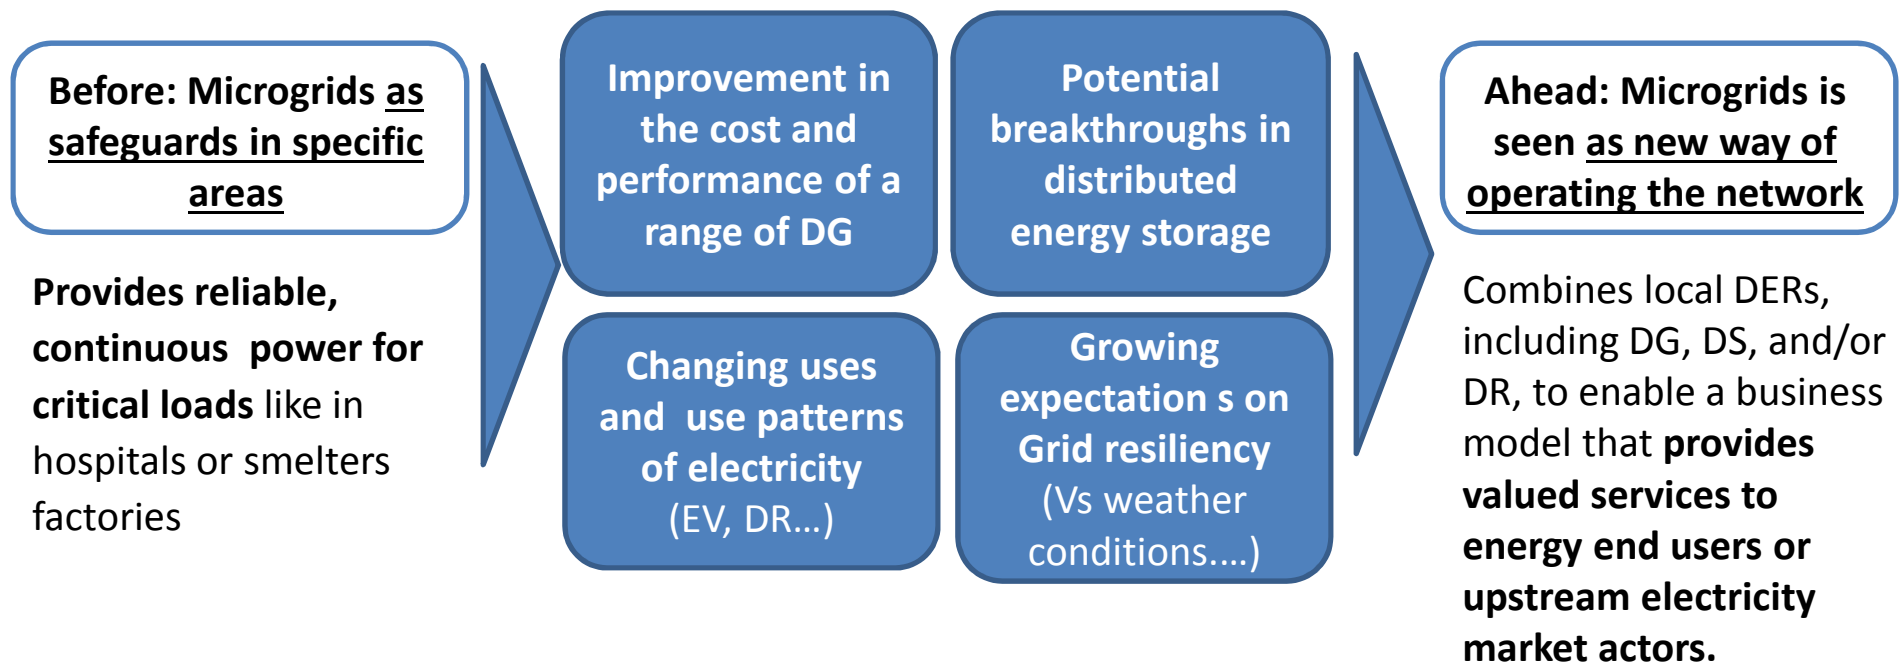 Before: Microgrids as
safeguards in specific
areas
Provides reliable,
continuous  power for
critical loads like in
hospitals or smelters
factories
Improvement in
the cost and
performance of a
range of DG
Potential
breakthroughs in
distributed
energy storage
Changing uses
and  use patterns
of electricity
(EV, DR...)
Growing
expectation s on
Grid resiliency
(Vs weather
conditions....)
Ahead: Microgrids is
seen as new way of
operating the network
Combines local DERs,
including DG, DS, and/or
DR, to enable a business
model that provides
valued services to
energy end users or
upstream electricity
market actors.